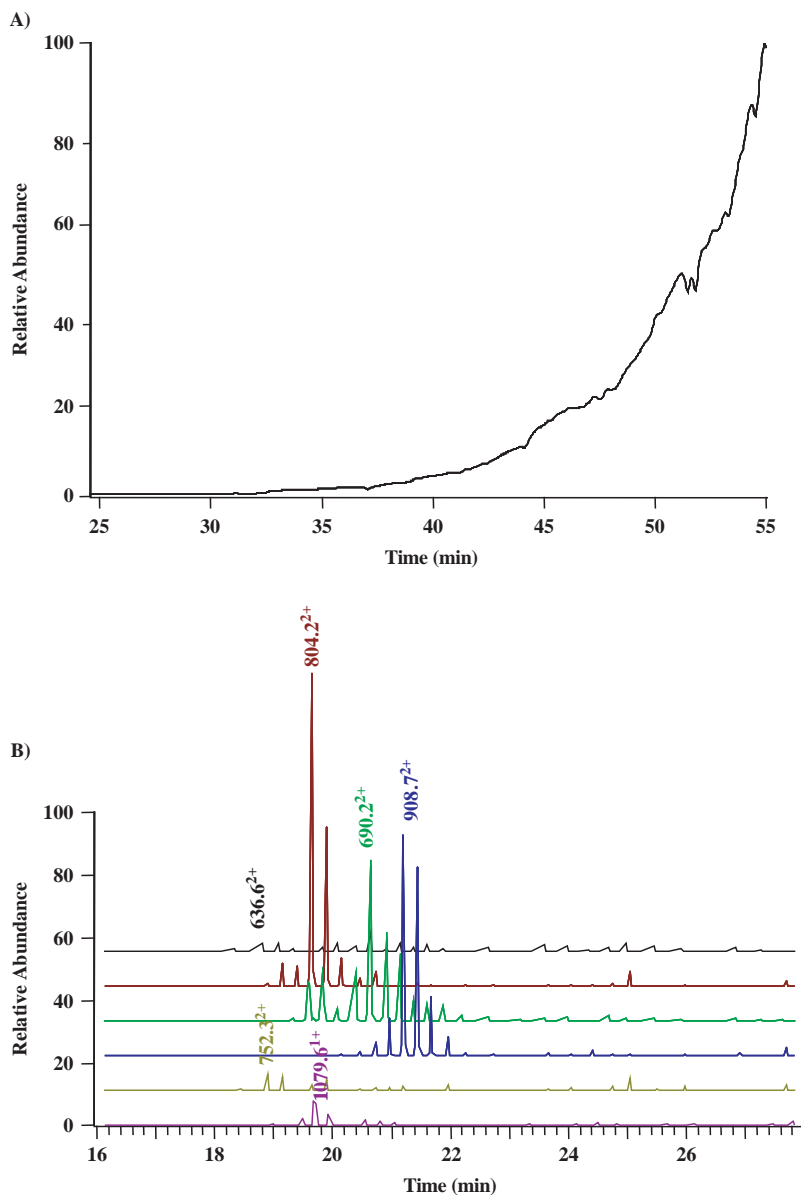 A)
100
80
60
40
20
0
Relative Abundance
25 30 35 40 45 50 55
Time (min)
B)
804.2²⁺
690.2²⁺
908.7²⁺
636.6²⁺
752.3²⁺
1079.6¹⁺
100
80
60
40
20
0
Relative Abundance
16 18 20 22 24 26
Time (min)